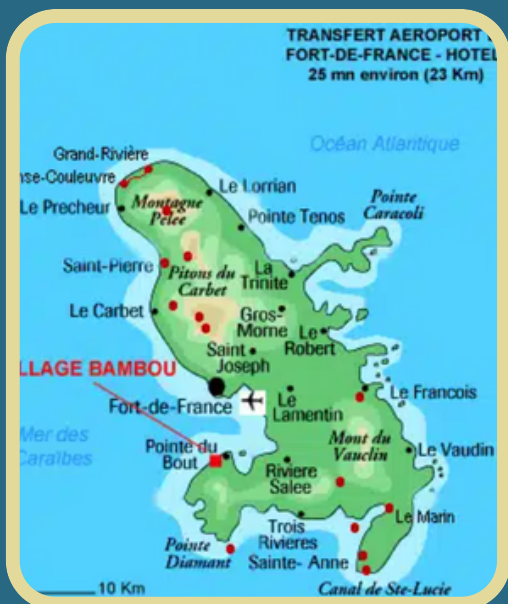 TRANSFERT AEROPORT
FORT-DE-FRANCE - HOTEL
25 mn environ (23 Km)
Océan Atlantique
Grand-Rivière
nse-Couleuvre
Le Precheur
Montagne
Pelée
Le Lorrian
Pointe Tenos
Pointe
Caracoli
Saint-Pierre
Pitons du
Carbet
La
Trinite
Le Carbet
Gros-
Morne
Le
Robert
Saint
Joseph
LLAGE BAMBOU
Fort-de-France
Le
Lamentin
Le Francois
Mer des
Caraïbes
Pointe du
Bout
Mont du
Vauclin
Le Vaudin
Riviere
Salee
Le Marin
Trois
Rivieres
Pointe
Diamant
Sainte- Anne
10 Km
Canal de Ste-Lucie